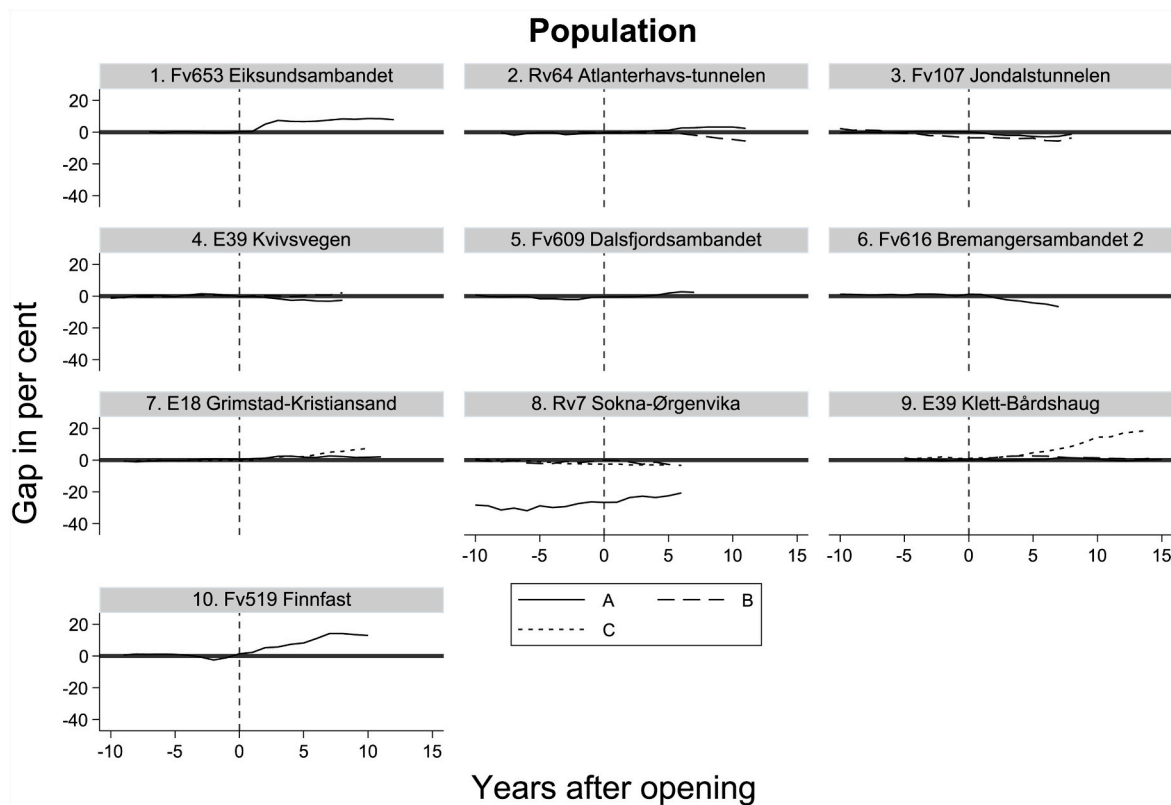 Population
1. Fv653 Eiksundsambandet
2. Rv64 Atlanterhavs-tunnelen
3. Fv107 Jondalstunnelen
20
0
-20
-40
4. E39 Kvivsvegen
5. Fv609 Dalsfjordsambandet
6. Fv616 Bremangersambandet 2
20
0
-20
-40
7. E18 Grimstad-Kristiansand
8. Rv7 Sokna-Ørgenvika
9. E39 Klett-Bårdshaug
20
0
-20
-40
-10 -5 0 5 10 15
-10 -5 0 5 10 15
10. Fv519 Finnfast
20
0
-20
-40
-10 -5 0 5 10 15
A B
C
Gap in per cent
Years after opening